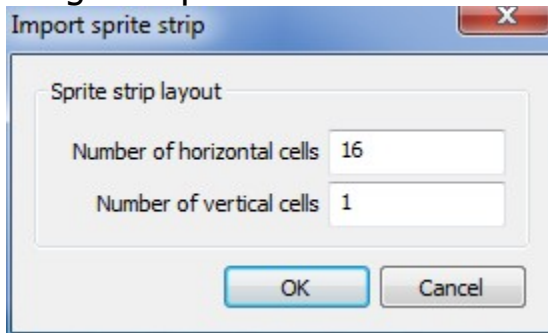 Import sprite strip
Sprite strip layout
Number of horizontal cells 16
Number of vertical cells 1
OK Cancel